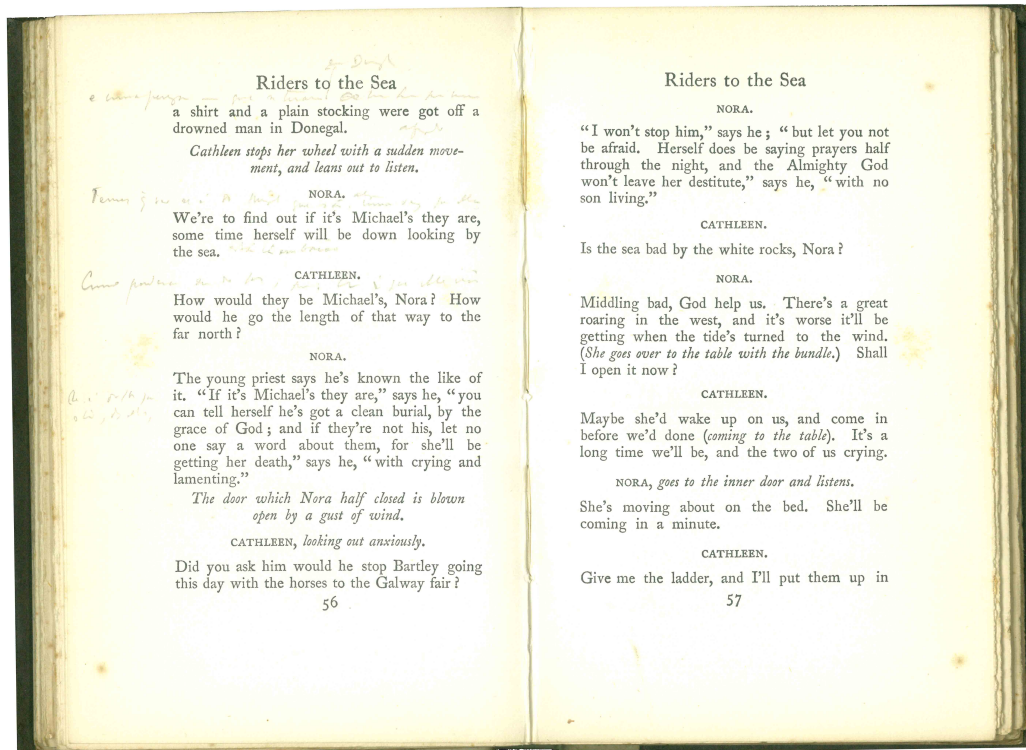 Riders to the Sea
a shirt and a plain stocking were got off a
drowned man in Donegal.
Cathleen stops her wheel with a sudden move-
ment, and leans out to listen.
NORA.
We're to find out if it's Michael's they are,
some time herself will be down looking by
the sea.
CATHLEEN.
How would they be Michael's, Nora? How
would he go the length of that way to the
far north?
NORA.
The young priest says he's known the like of
it. "If it's Michael's they are," says he, "you
can tell herself he's got a clean burial, by the
grace of God; and if they're not his, let no
one say a word about them, for she'll be
getting her death," says he, "with crying and
lamenting."
The door which Nora half closed is blown
open by a gust of wind.
CATHLEEN, looking out anxiously.
Did you ask him would he stop Bartley going
this day with the horses to the Galway fair?
56
Riders to the Sea
NORA.
"I won't stop him," says he; "but let you not
be afraid. Herself does be saying prayers half
through the night, and the Almighty God
won't leave her destitute," says he, "with no
son living."
CATHLEEN.
Is the sea bad by the white rocks, Nora?
NORA.
Middling bad, God help us. There's a great
roaring in the west, and it's worse it'll be
getting when the tide's turned to the wind.
(She goes over to the table with the bundle.) Shall
I open it now?
CATHLEEN.
Maybe she'd wake up on us, and come in
before we'd done (coming to the table). It's a
long time we'll be, and the two of us crying.
NORA, goes to the inner door and listens.
She's moving about on the bed. She'll be
coming in a minute.
CATHLEEN.
Give me the ladder, and I'll put them up in
57